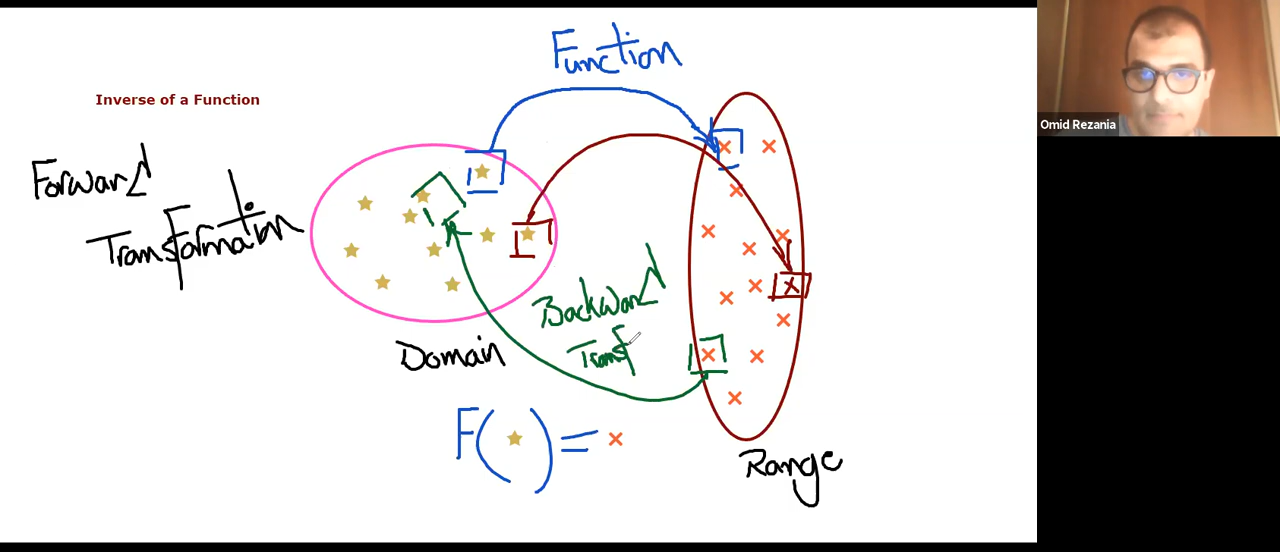 Function
Inverse of a Function
Omid Rezania
Forward
Transformation
Backward
Transf
Domain
F( ) =
Range